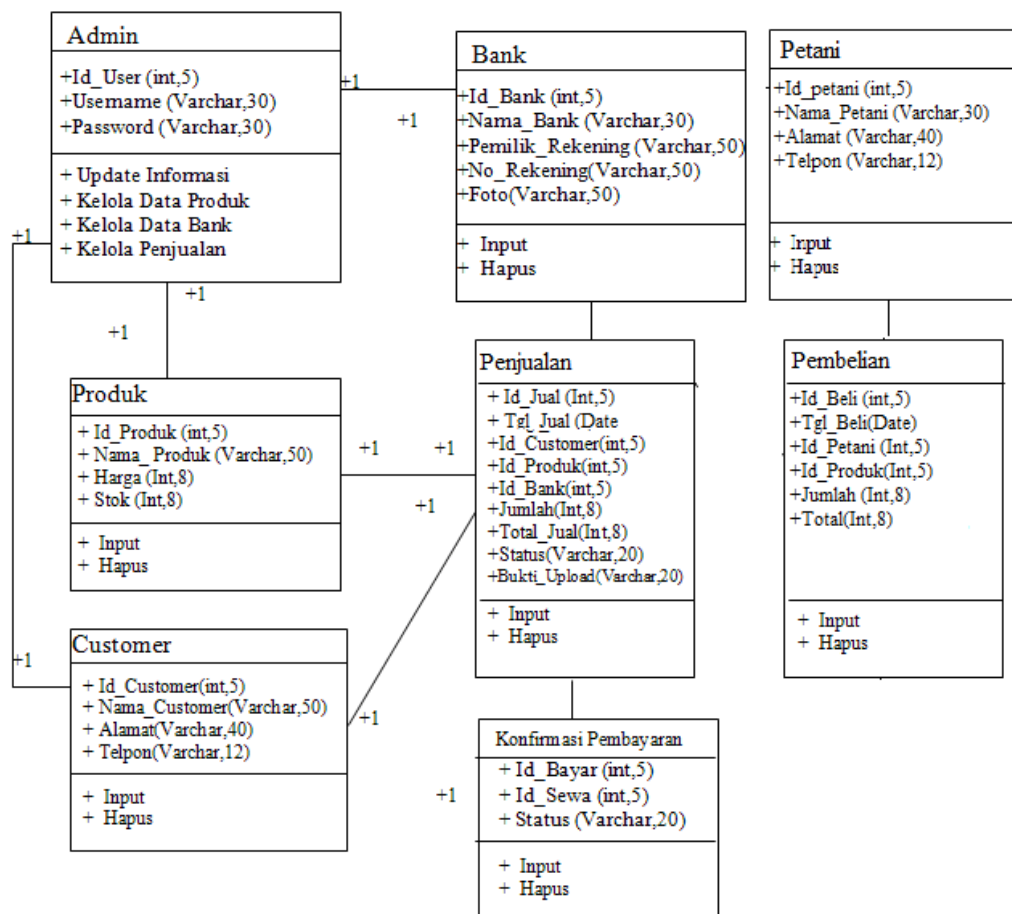 Admin
+Id_User (int,5)
+Username (Varchar,30)
+Password (Varchar,30)
+ Update Informasi
+ Kelola Data Produk
+ Kelola Data Bank
+ Kelola Penjualan
+1
+1
+1
+1
+1
Bank
+Id_Bank (int,5)
+Nama_Bank (Varchar,30)
+Pemilik_Rekening (Varchar,50)
+No_Rekening(Varchar,50)
+Foto(Varchar,50)
+ Input
+ Hapus
Petani
+Id_petani (int,5)
+Nama_Petani (Varchar,30)
+Alamat (Varchar,40)
+Telpon (Varchar,12)
+ Input
+ Hapus
Produk
+ Id_Produk (int,5)
+ Nama_ Produk (Varchar,50)
+ Harga (Int,8)
+ Stok (Int,8)
+ Input
+ Hapus
+1
+1
+1
Penjualan
+ Id_Jual (Int,5)
+ Tgl_Jual (Date
+Id_Customer(int,5)
+Id_Produk(int,5)
+Id_Bank(int,5)
+Jumlah(Int,8)
+Total_Jual(Int,8)
+Status(Varchar,20)
+Bukti_Upload(Varchar,20)
+ Input
+ Hapus
Pembelian
+Id_Beli (int,5)
+Tgl_Beli(Date)
+Id_Petani (Int,5)
+Id_Produk(Int,5)
+Jumlah (Int,8)
+Total(Int,8)
+ Input
+ Hapus
+1
Customer
+ Id_Customer(int,5)
+ Nama_Customer(Varchar,50)
+ Alamat(Varchar,40)
+ Telpon(Varchar,12)
+ Input
+ Hapus
+1
+1
Konfirmasi Pembayaran
+ Id_Bayar (int,5)
+ Id_Sewa (int,5)
+ Status (Varchar,20)
+ Input
+ Hapus